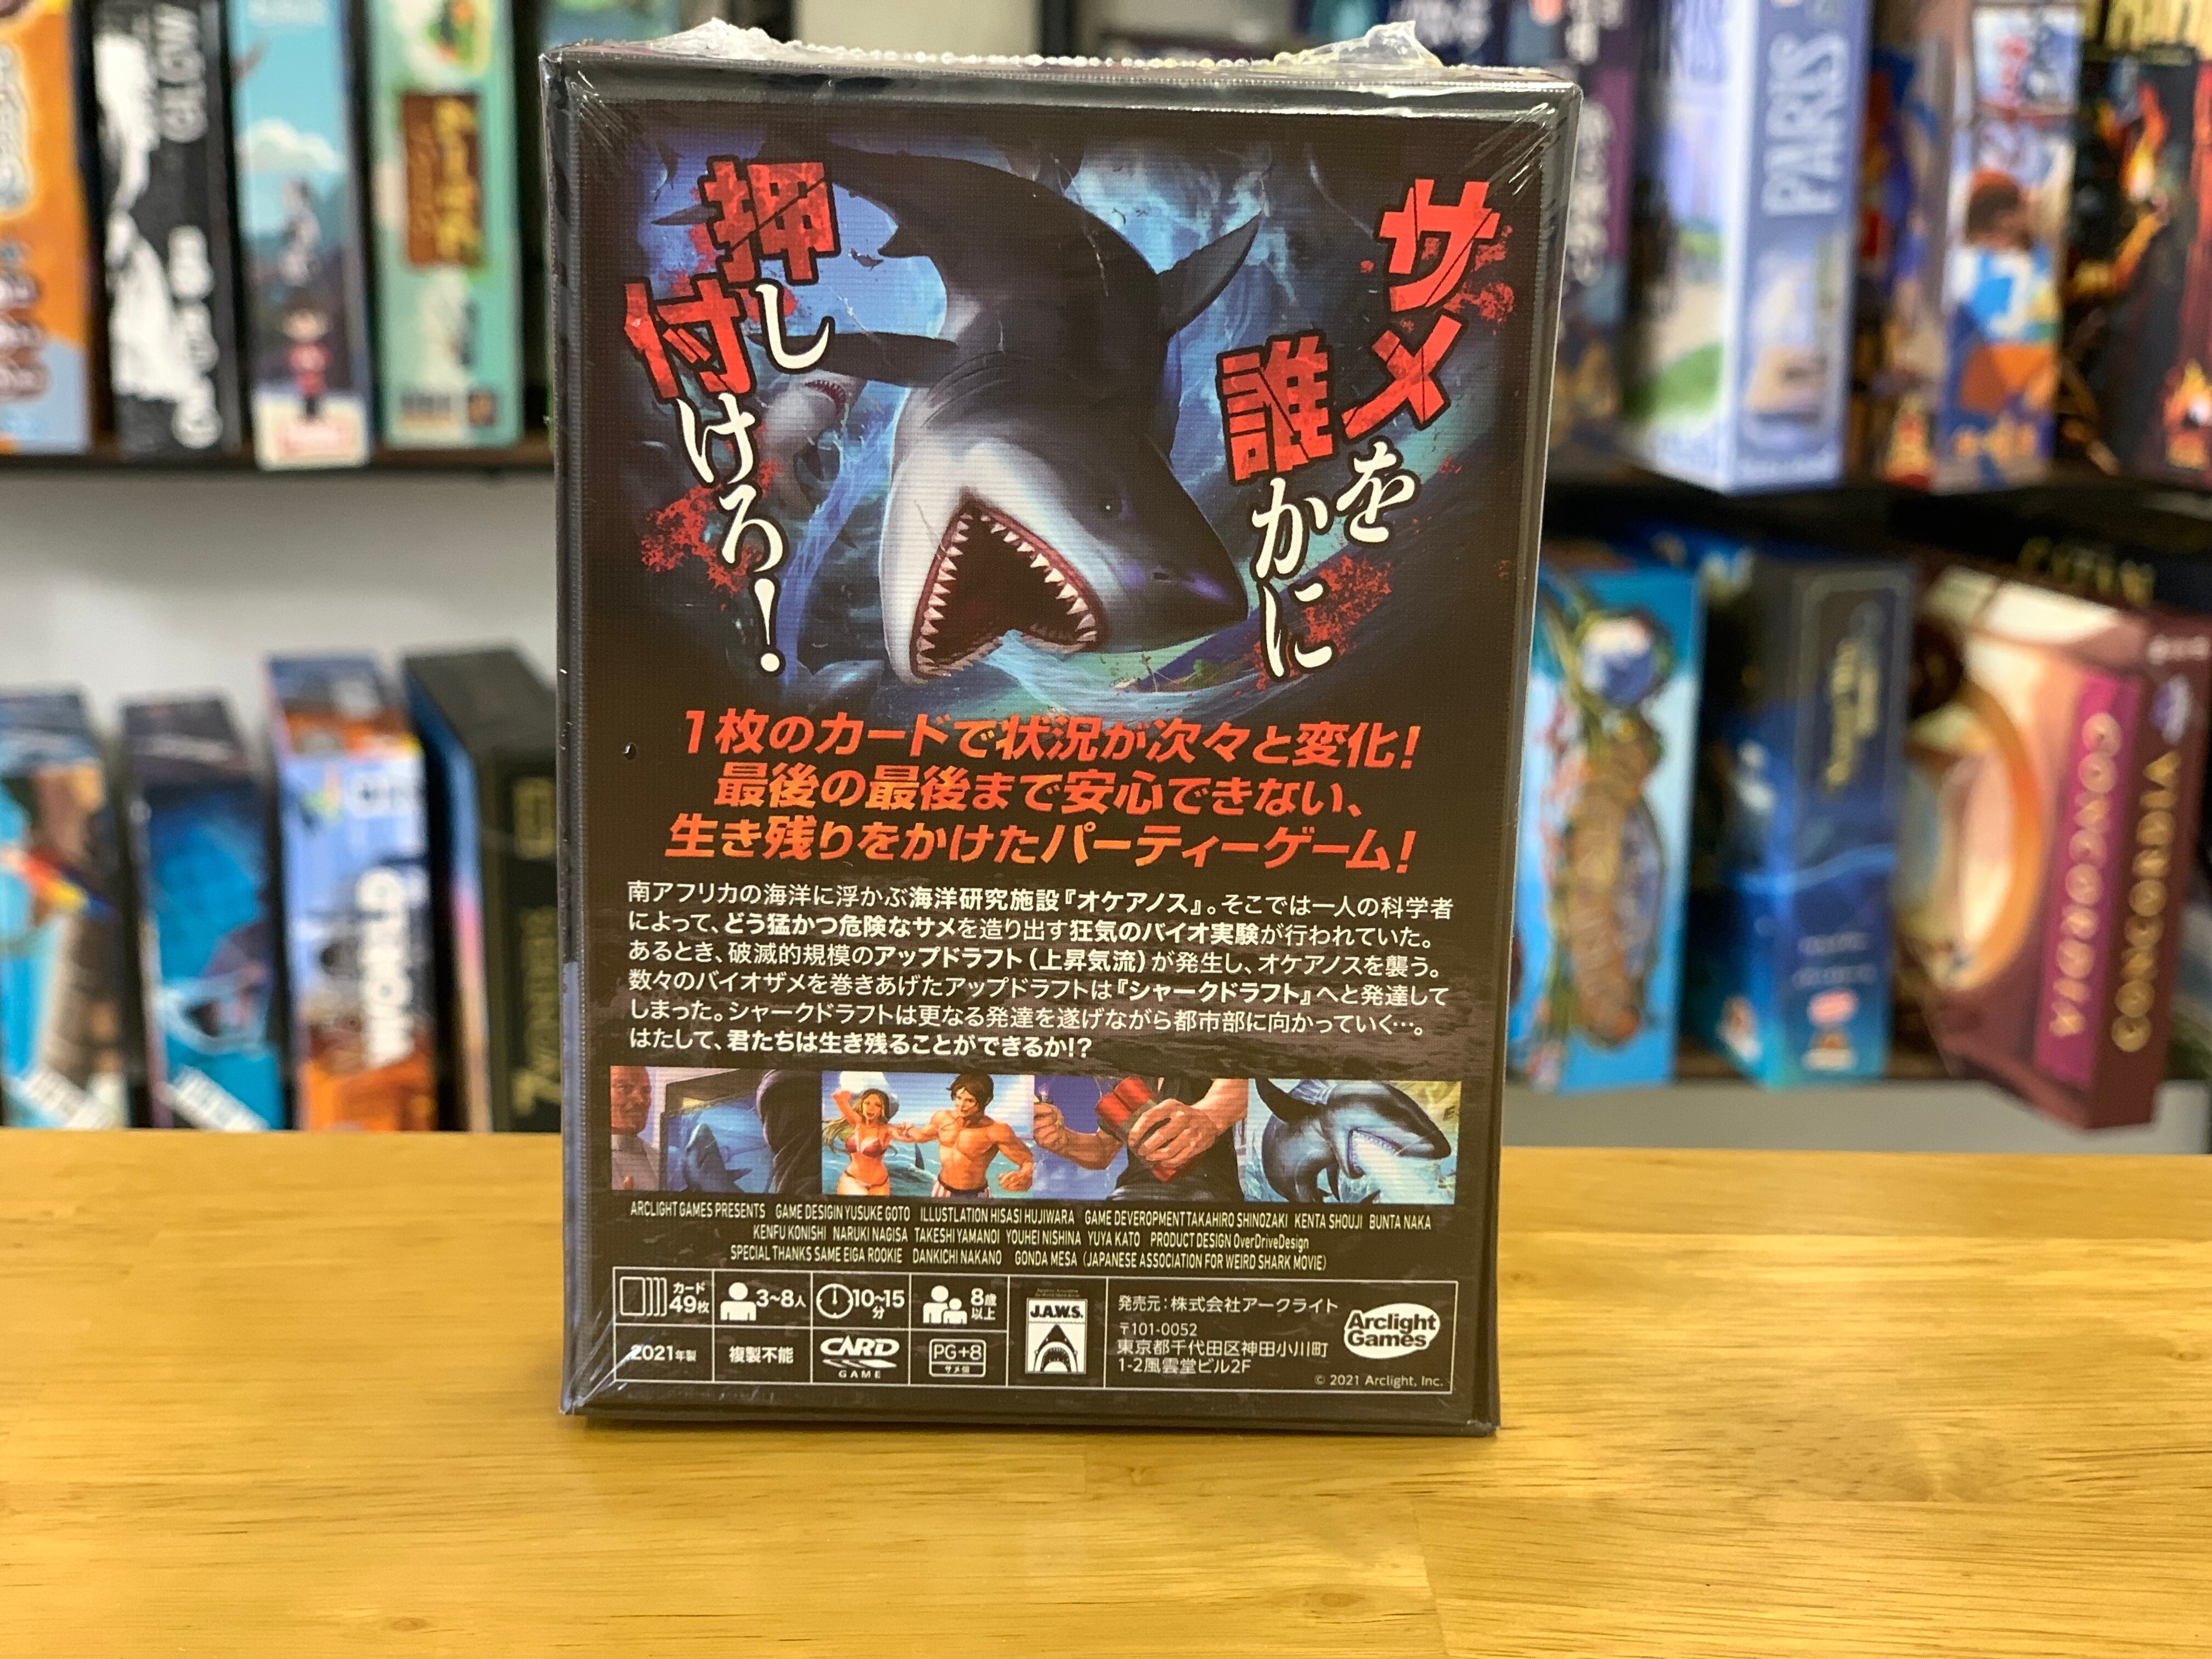 サメを
誰かに
押し
付けろ!
1枚のカードで状況が次々と変化!
最後の最後まで安心できない、
生き残りをかけたパーティーゲーム!
南アフリカの海洋に浮かぶ海洋研究施設『オケアノス』。そこでは一人の科学者
によって、どう猛かつ危険なサメを造り出す狂気のバイオ実験が行われていた。
あるとき、破滅的規模のアップドラフト(上昇気流)が発生し、オケアノスを襲う。
数々のバイオザメを巻きあげたアップドラフトは『シャークドラフト』へと発達して
しまった。シャークドラフトは更なる発達を遂げながら都市部に向かっていく…。
はたして、君たちは生き残ることができるか!?
ARCLIGHT GAMES PRESENTS GAME DESIGIN YUSUKE GOTO ILLUSTLATION HISASI HUJIWARA GAME DEVEROPMENT TAKAHIRO SHINOZAKI KENTA SHOUJI BUNTA NAKA
KENFU KONISHI NARUKI NAGISA TAKESHI YAMANOI YOUHEI NISHINA YUYA KATO PRODUCT DESIGN OverDriveDesign
SPECIAL THANKS SAME EIGA ROOKIE DANKICHI NAKANO GONDA MESA (JAPANESE ASSOCIATION FOR WEIRD SHARK MOVIE)
カード
49枚
3~8人
10~15
分
8歳
以上
2021年製
複製不能
CARD
GAME
PG+8
J.A.W.S.
発売元:株式会社アークライト
〒101-0052
東京都千代田区神田小川町
1-2風雲堂ビル2F
Arclight
Games
© 2021 Arclight, Inc.
PARIS
CONCORDIA
CONCORDIA